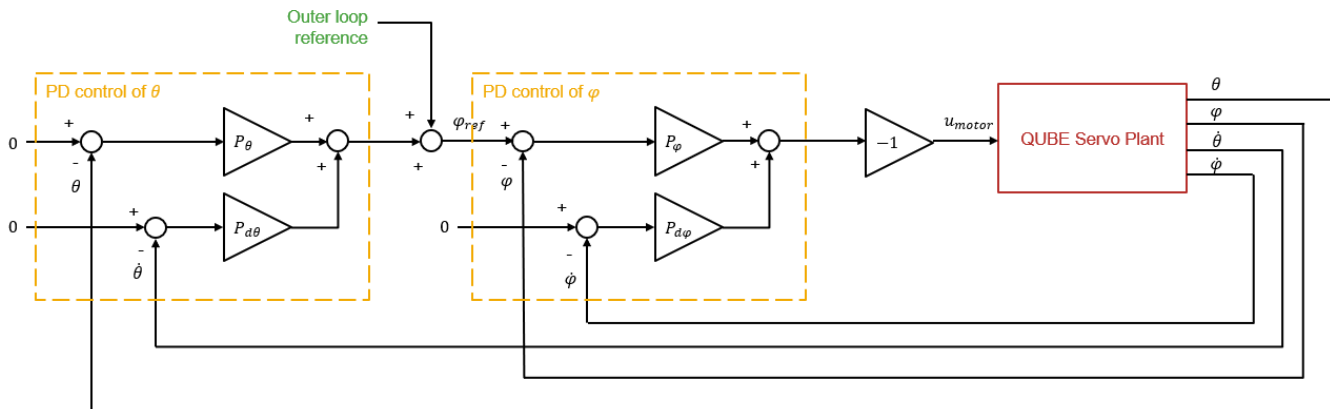 Outer loop
reference
PD control of θ
PD control of φ
+
+
+
φ_ref
+
+
+
0
-
θ
P_θ
+
+
-
φ
P_φ
+
−1
u_motor
QUBE Servo Plant
θ
φ
θ̇
φ̇
0
+
-
θ̇
P_dθ
0
+
-
φ̇
P_dφ